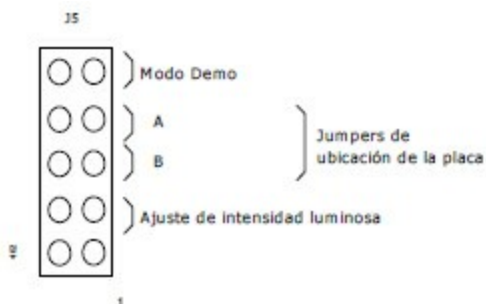 J5
Modo Demo
A
B
Jumpers de
ubicación de la placa
Ajuste de intensidad luminosa
1